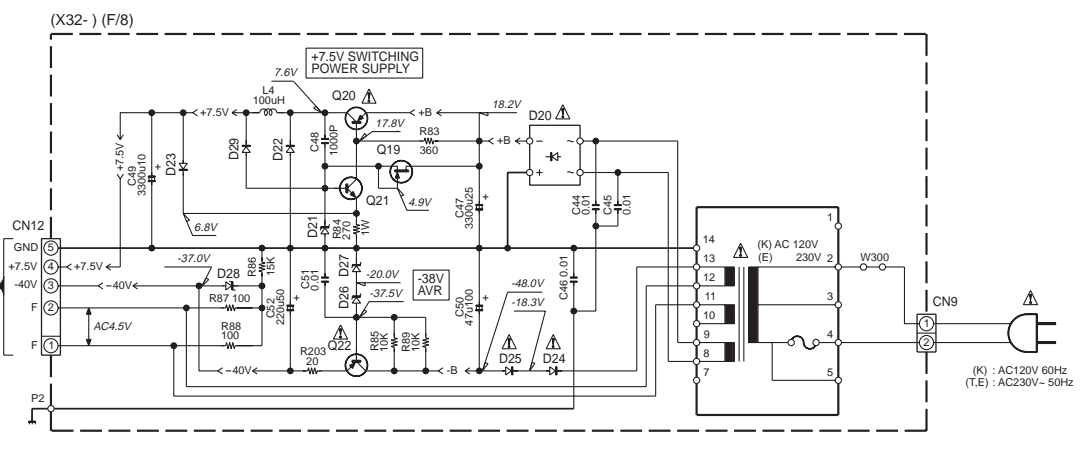 (X32- ) (F/8)
+7.5V SWITCHING
POWER SUPPLY
7.6V
L4
100uH
Q20
+7.5V
+B
18.2V
D20
17.8V
R83
360
+B
−
~
+
~
+7.5V
C49
3300u10
+
D23
D29
D22
C48
1000P
Q19
Q21
4.9V
C47
3300u25
+
C44
0.01
C45
0.01
6.8V
D21
R84
270
1W
CN12
GND
5
+7.5V
4
+7.5V
-40V
3
−40V
F
2
F
1
AC4.5V
-37.0V
D28
R86
15K
R87 100
R88
100
C52
220u50
+
C51
0.01
D27
D26
-20.0V
-37.5V
-38V
AVR
C50
47u100
+
-48.0V
-18.3V
C46 0.01
Q22
R85
10K
R89
10K
D25
D24
−40V
R203
20
-B
P2
14
13
12
11
10
9
8
7
(K) AC 120V
(E) 230V
1
2
3
4
5
W300
CN9
1
2
(K) : AC120V 60Hz
(T,E) : AC230V~ 50Hz